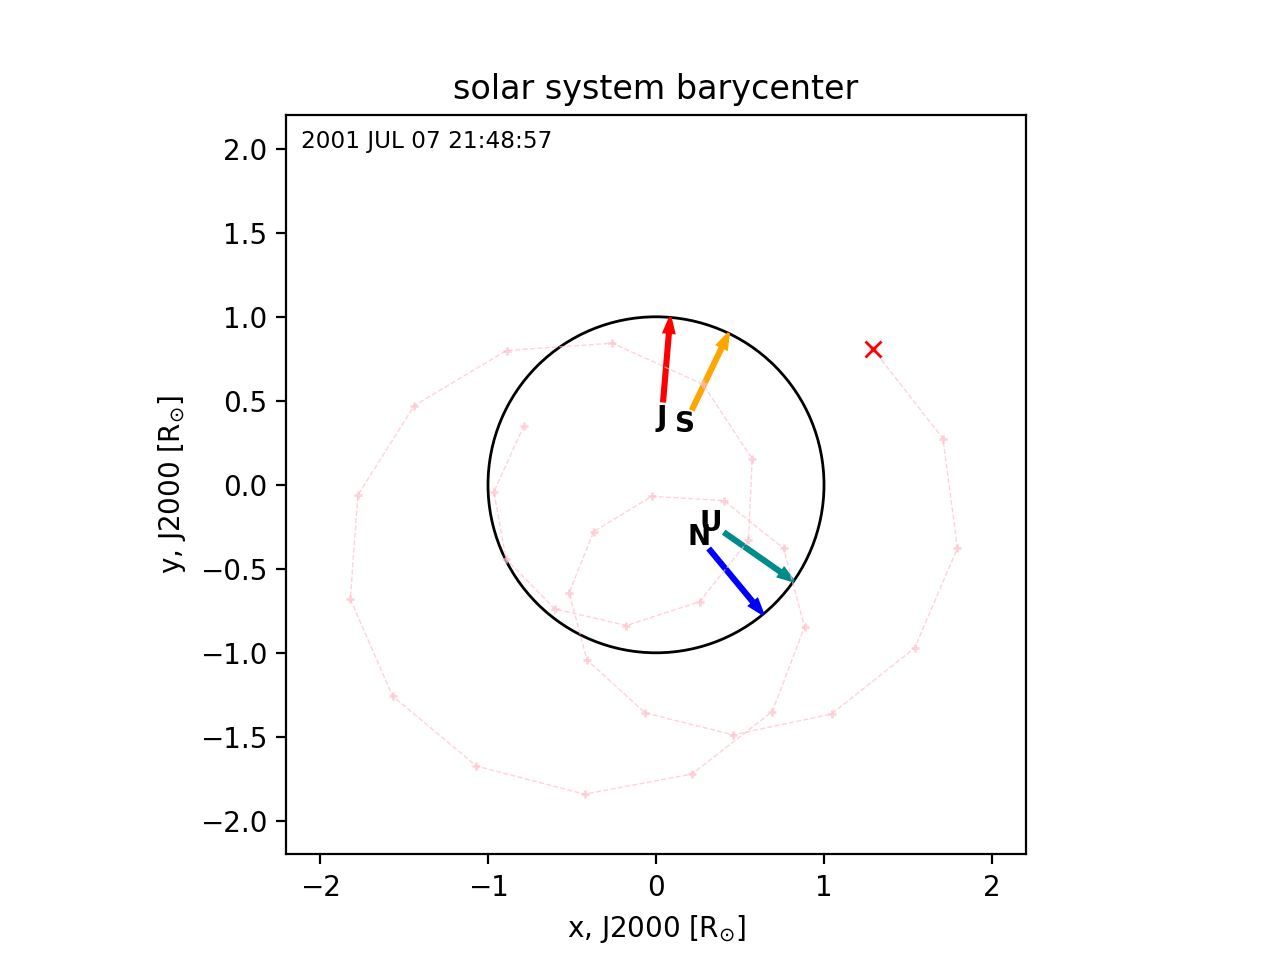 solar system barycenter
2001 JUL 07 21:48:57
2.0
1.5
1.0
0.5
0.0
−0.5
−1.0
−1.5
−2.0
y, J2000 [R☉]
J S
U
N
−2 −1 0 1 2
x, J2000 [R☉]